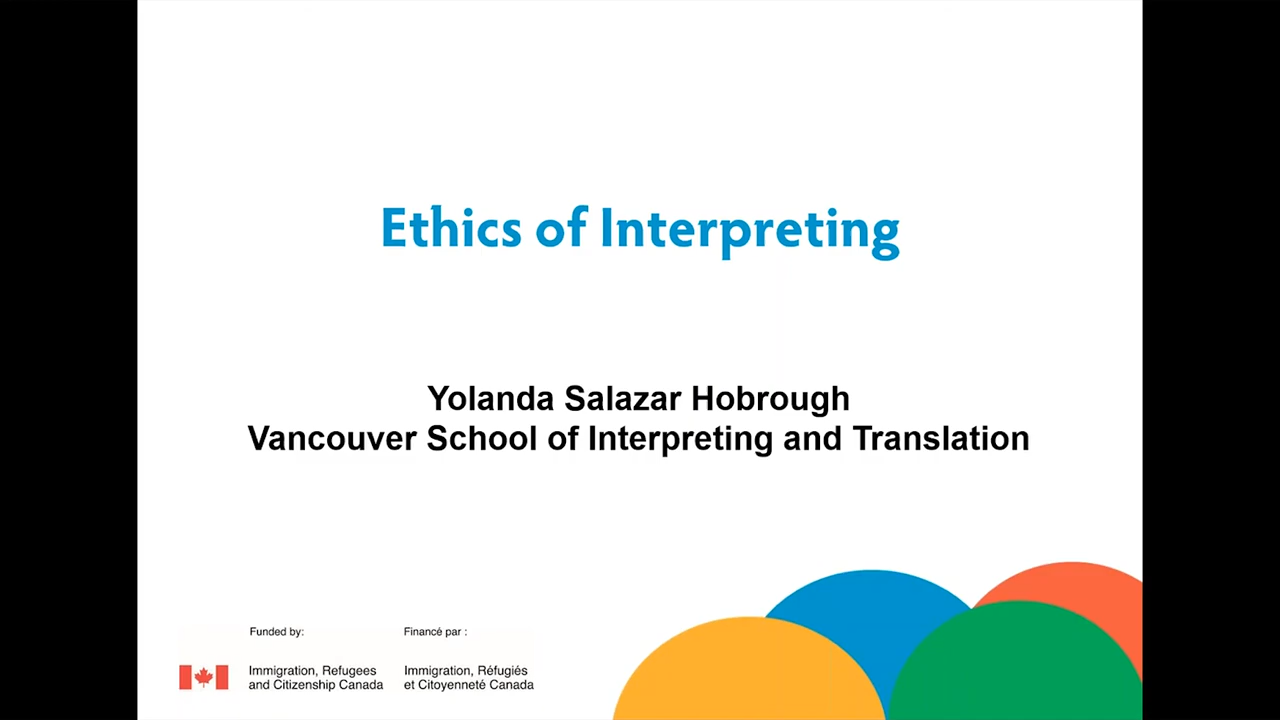 Ethics of Interpreting
Yolanda Salazar Hobrough
Vancouver School of Interpreting and Translation
Funded by:
Financé par :
Immigration, Refugees
and Citizenship Canada
Immigration, Réfugiés
et Citoyenneté Canada